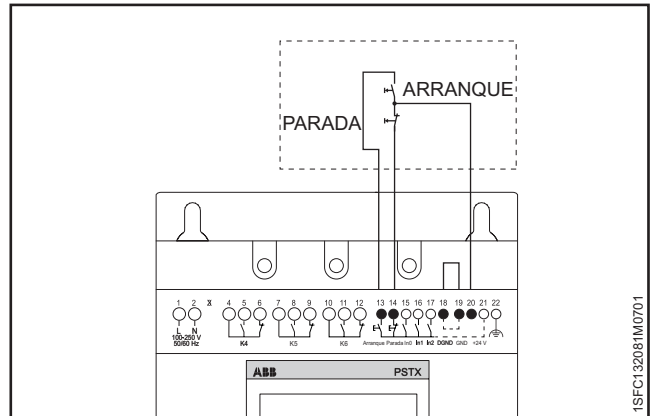 ARRANQUE
PARADA
1 2 X 4 5 6 7 8 9 10 11 12 13 14 15 16 17 18 19 20 21 22
L N
100-250 V
50/60 Hz
K4 K5 K6 Arranque Parada In0 In1 In2 DGND GND +24 V
ABB PSTX
1SFC132081M0701